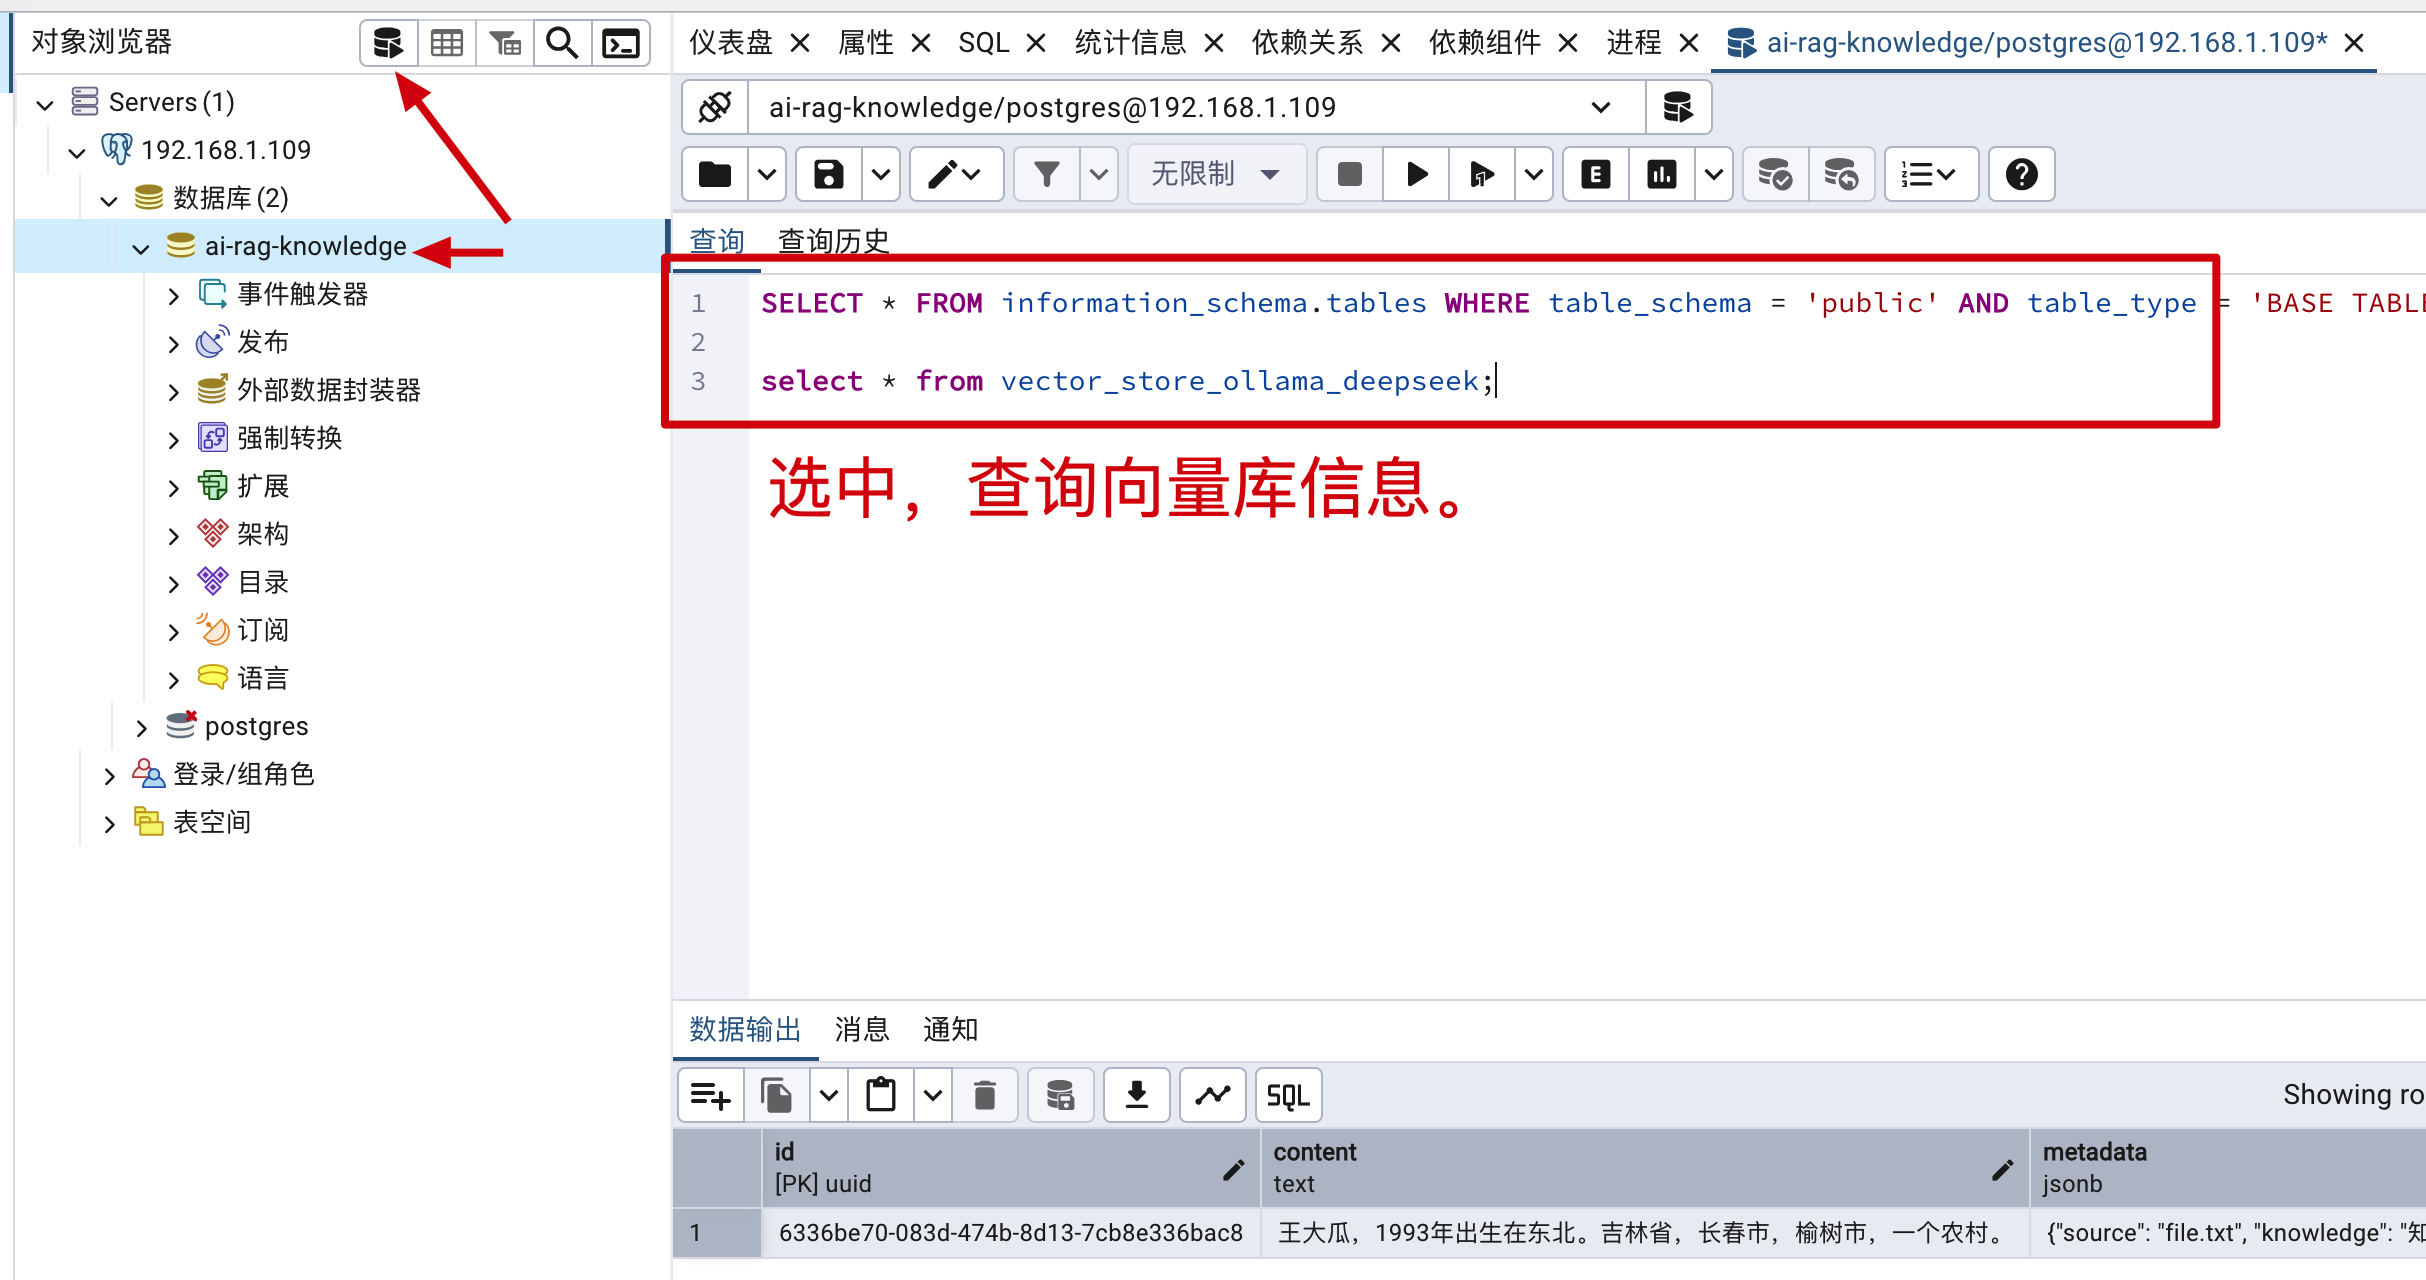 对象浏览器
Servers (1)
192.168.1.109
数据库 (2)
ai-rag-knowledge
事件触发器
发布
外部数据封装器
强制转换
扩展
架构
目录
订阅
语言
postgres
登录/组角色
表空间
仪表盘 属性 SQL 统计信息 依赖关系 依赖组件 进程 ai-rag-knowledge/postgres@192.168.1.109*
ai-rag-knowledge/postgres@192.168.1.109
无限制 E
查询 查询历史
1 SELECT * FROM information_schema.tables WHERE table_schema = 'public' AND table_type = 'BASE TABLE
2
3 select * from vector_store_ollama_deepseek;
选中，查询向量库信息。
数据输出 消息 通知
SQL Showing ro
id content metadata
[PK] uuid text jsonb
1 6336be70-083d-474b-8d13-7cb8e336bac8 王大瓜，1993年出生在东北。吉林省，长春市，榆树市，一个农村。 {"source": "file.txt", "knowledge": "知